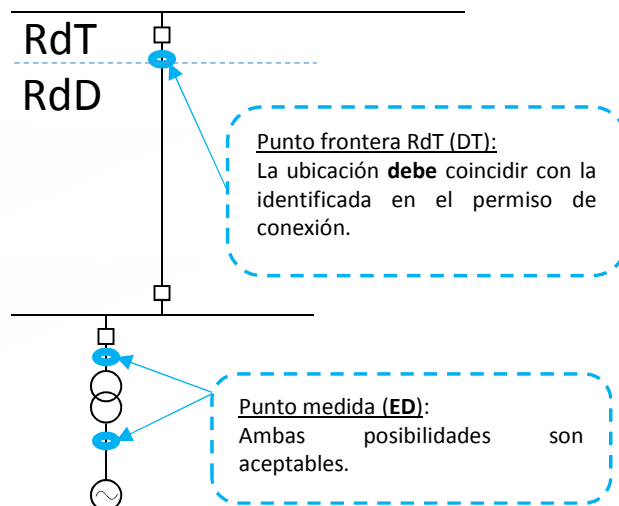 RdT
RdD
Punto frontera RdT (DT):
La ubicación debe coincidir con la
identificada en el permiso de
conexión.
Punto medida (ED):
Ambas posibilidades son
aceptables.